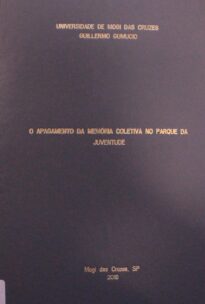 UNIVERSIDADE DE MOGI DAS CRUZES
GUILLERMO GUMUCIO
O APAGAMENTO DA MEMÓRIA COLETIVA NO PARQUE DA
JUVENTUDE
Mogi das Cruzes, SP
2019